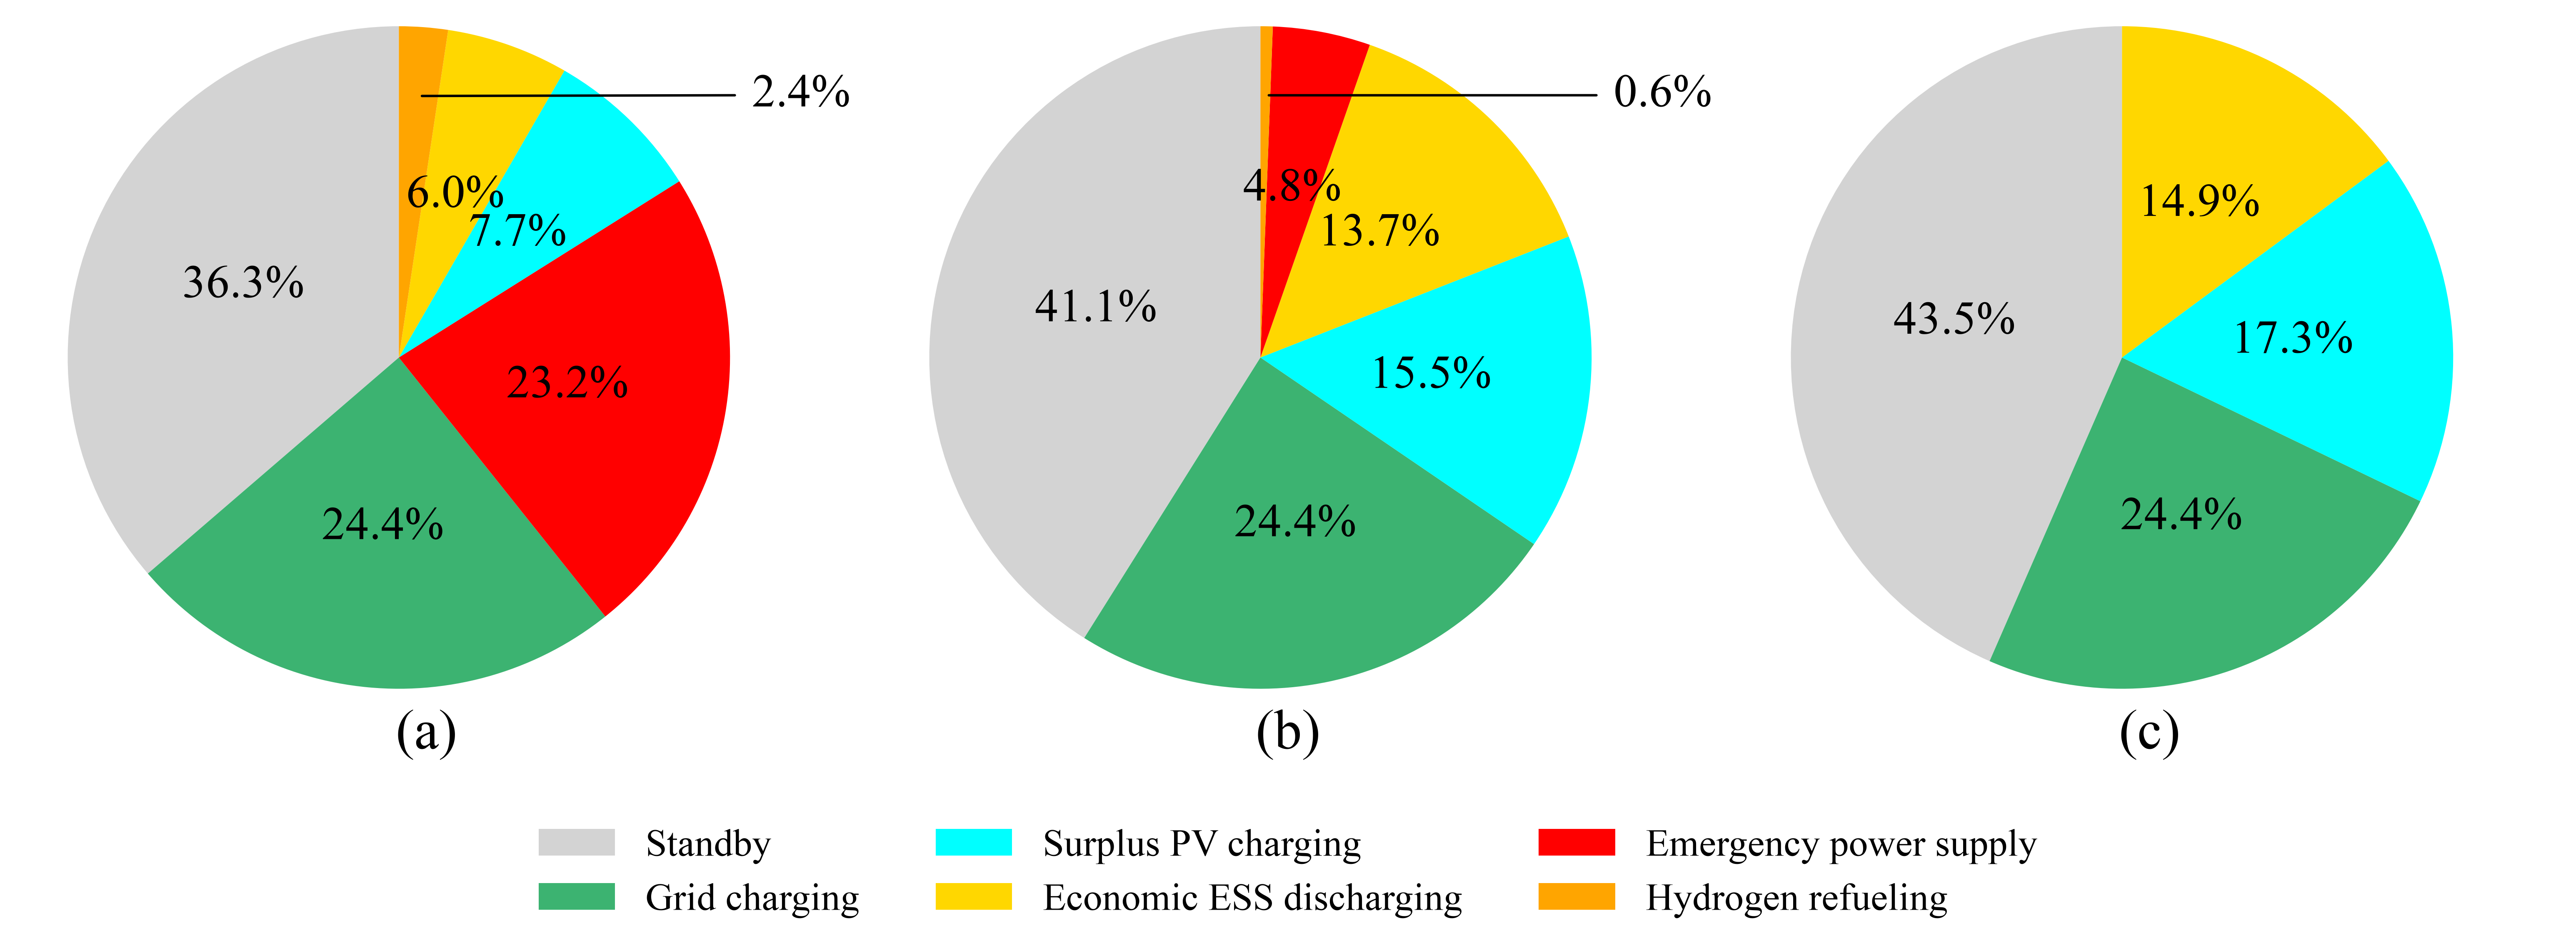 2.4%
6.0%
7.7%
36.3%
23.2%
24.4%
(a)
0.6%
4.8%
13.7%
41.1%
15.5%
24.4%
(b)
14.9%
43.5%
17.3%
24.4%
(c)
Standby
Grid charging
Surplus PV charging
Economic ESS discharging
Emergency power supply
Hydrogen refueling